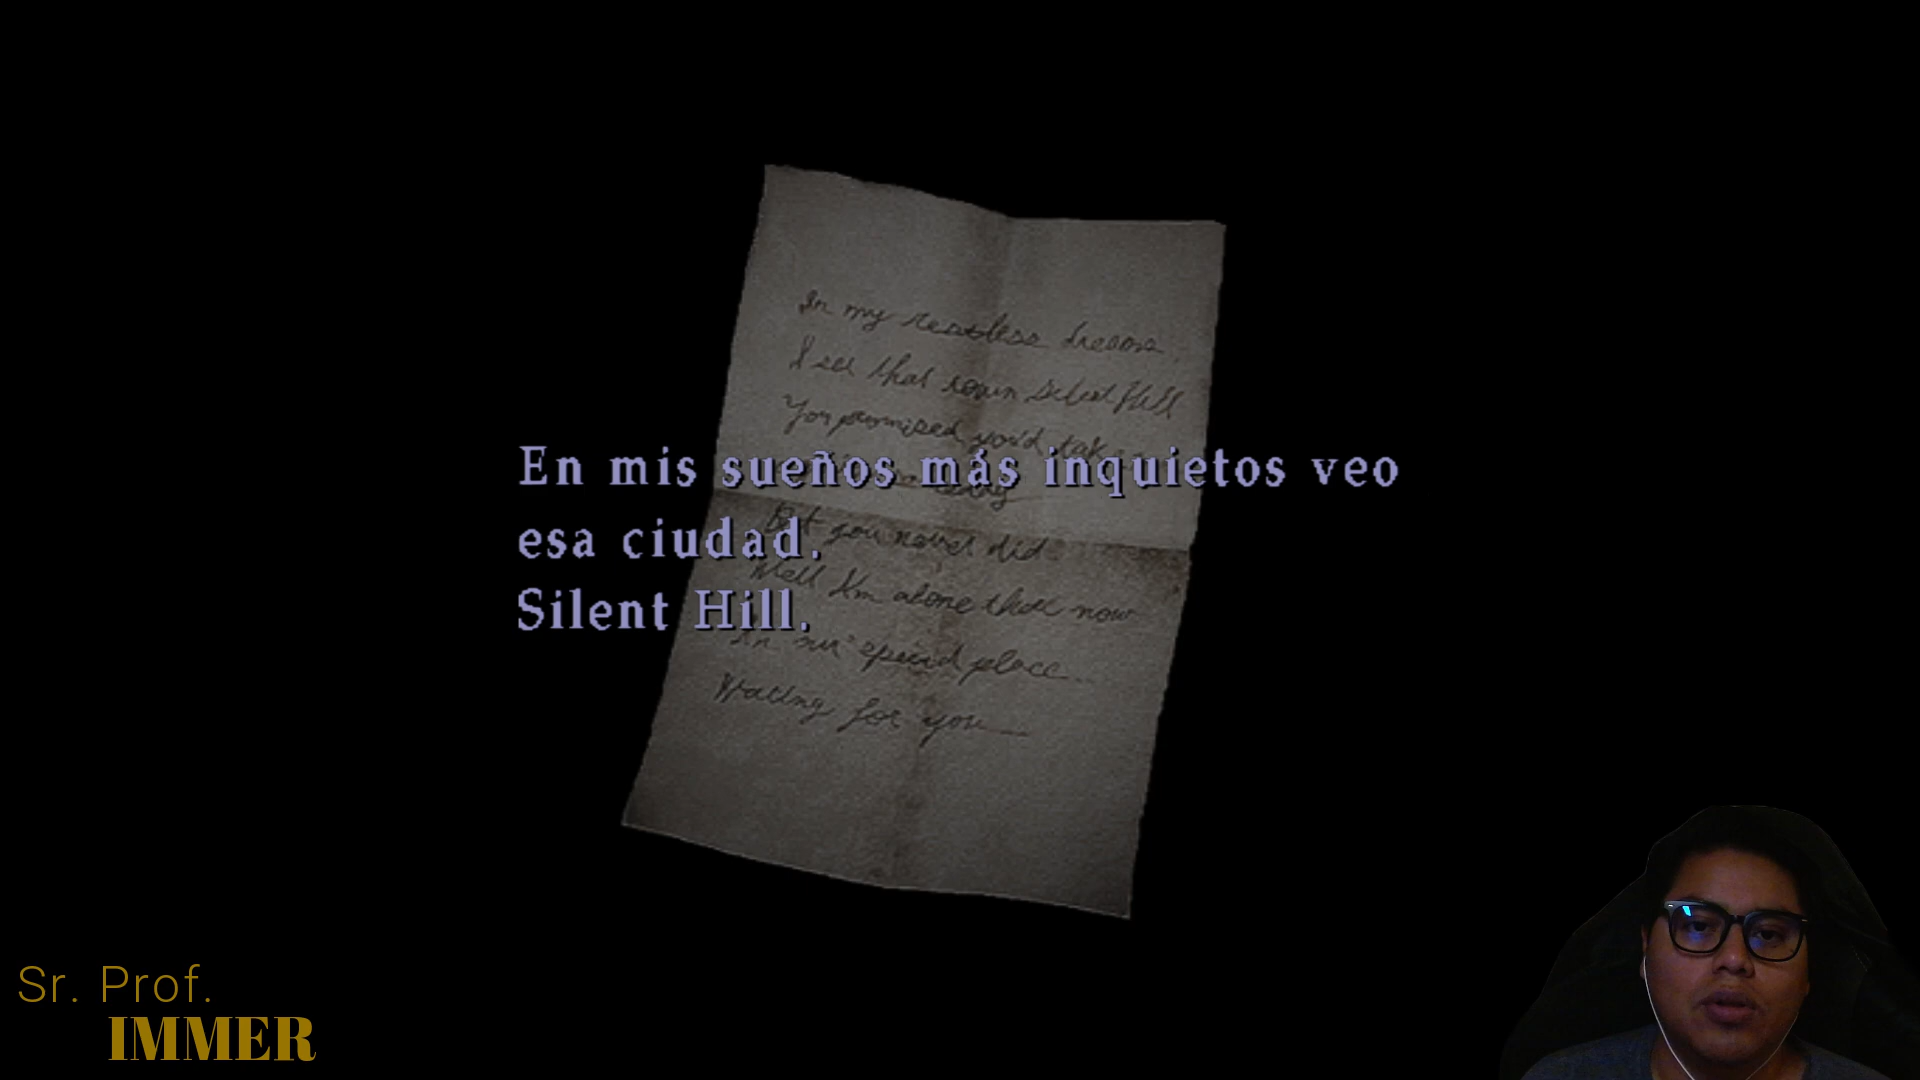 In my restless dreams,
I see that town Silent Hill
You promised you'd take
En mis sueños más inquietos veo
esa ciudad.
But you never did
Silent Hill.
Well I'm alone there now
In our special place...
Waiting for you...
Sr. Prof.
IMMER